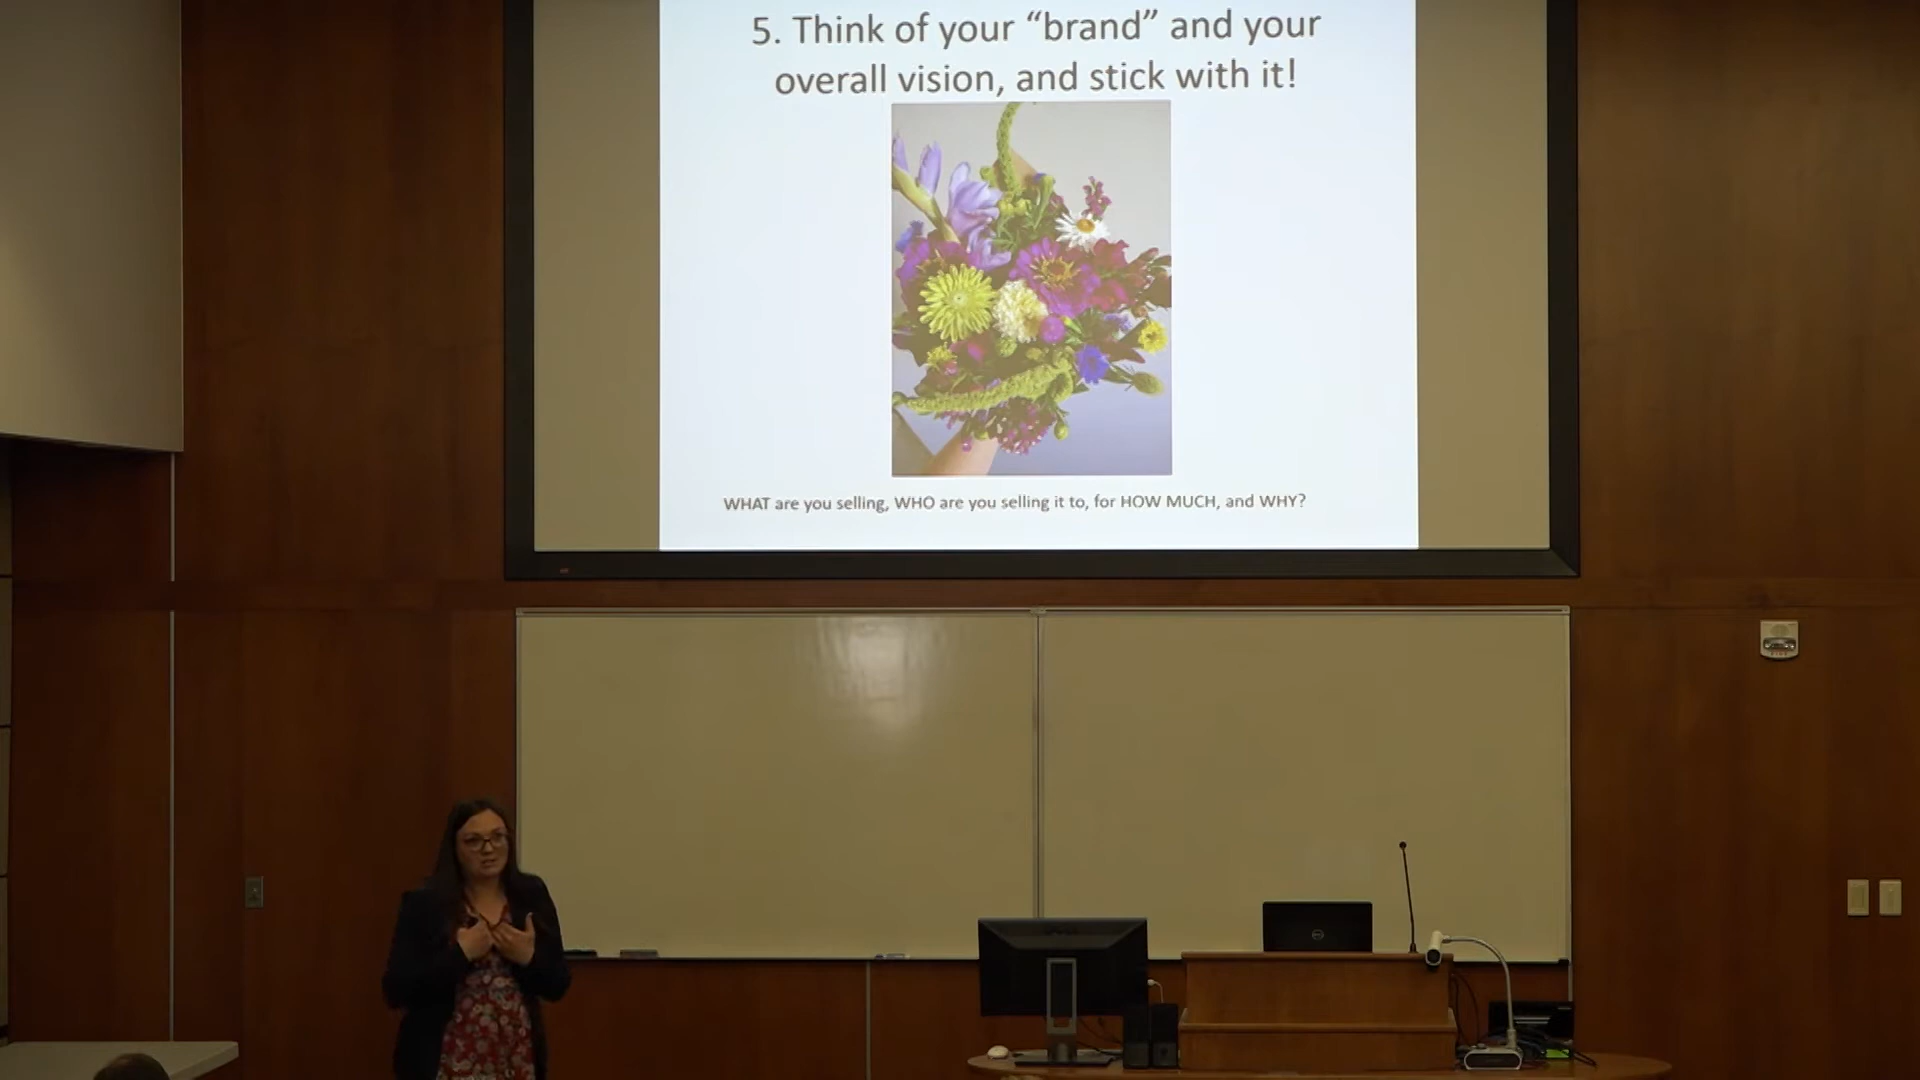 5. Think of your “brand” and your
overall vision, and stick with it!
WHAT are you selling, WHO are you selling it to, for HOW MUCH, and WHY?